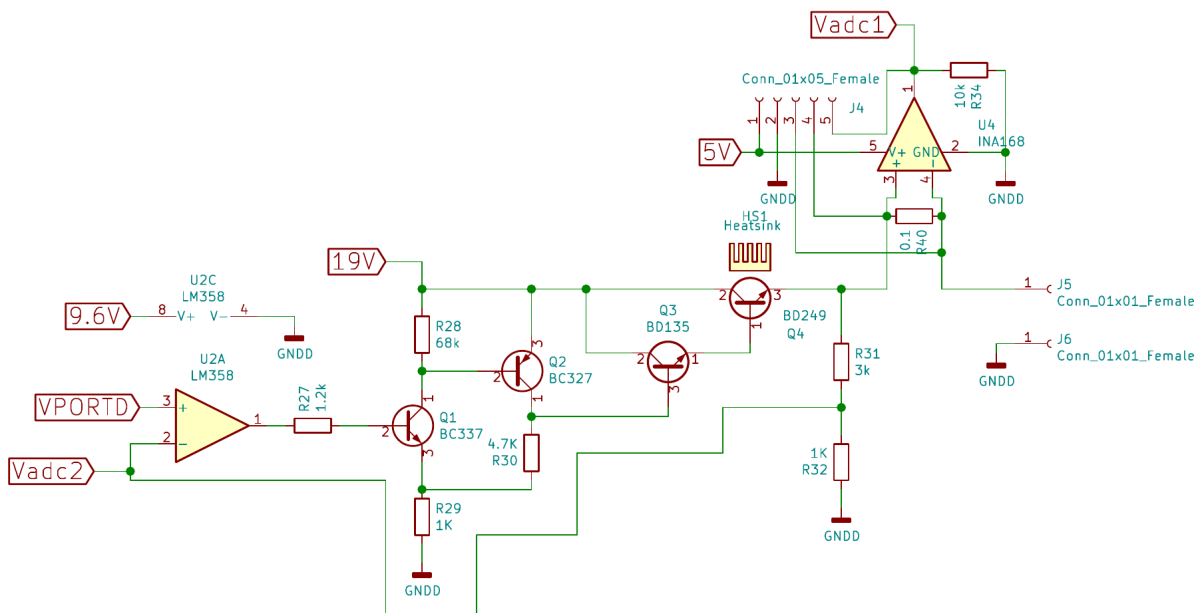 Vadc1
Conn_01x05_Female
J4
1
2
3
4
5
1
10k
R34
U4
INA168
5V
5
V+
GND
2
+
-
3
4
GNDD
GNDD
HS1
Heatsink
0.1
R40
19V
U2C
LM358
9.6V
8
V+
V-
4
GNDD
R28
68k
2
3
1
BD249
Q4
Q3
BD135
2
1
3
1
J5
Conn_01x01_Female
1
J6
Conn_01x01_Female
GNDD
R31
3k
3
2
1
Q2
BC327
U2A
LM358
VPORTD
3
+
2
-
1
R27
1.2k
1
2
3
Q1
BC337
4.7K
R30
1K
R32
Vadc2
R29
1K
GNDD
GNDD